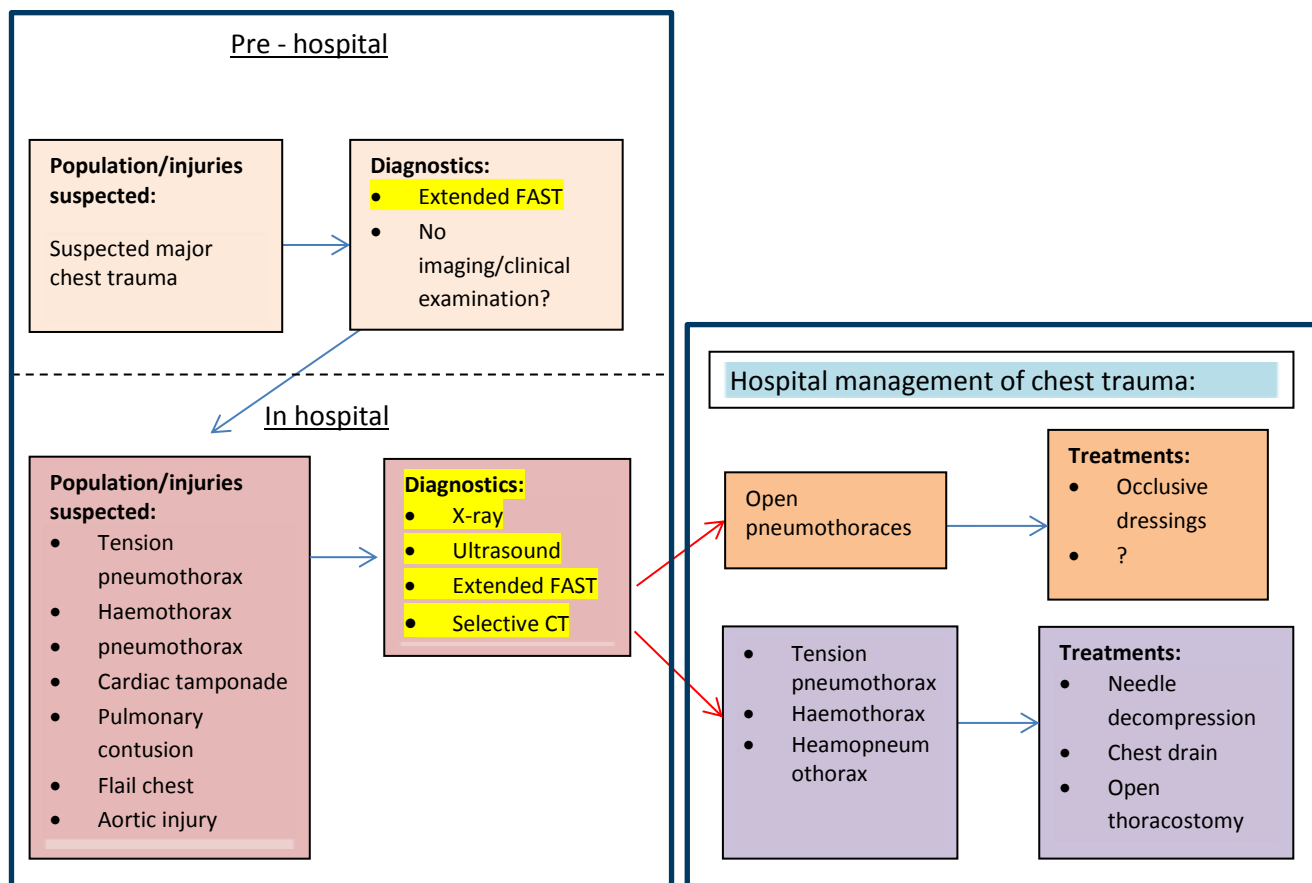 Pre - hospital
Population/injuries
suspected:
Suspected major
chest trauma
Diagnostics:
• Extended FAST
• No
imaging/clinical
examination?
In hospital
Population/injuries
suspected:
• Tension
pneumothorax
• Haemothorax
• pneumothorax
• Cardiac tamponade
• Pulmonary
contusion
• Flail chest
• Aortic injury
Diagnostics:
• X-ray
• Ultrasound
• Extended FAST
• Selective CT
Hospital management of chest trauma:
Open
pneumothoraces
Treatments:
• Occlusive
dressings
• ?
• Tension
pneumothorax
• Haemothorax
• Heamopneum
othorax
Treatments:
• Needle
decompression
• Chest drain
• Open
thoracostomy